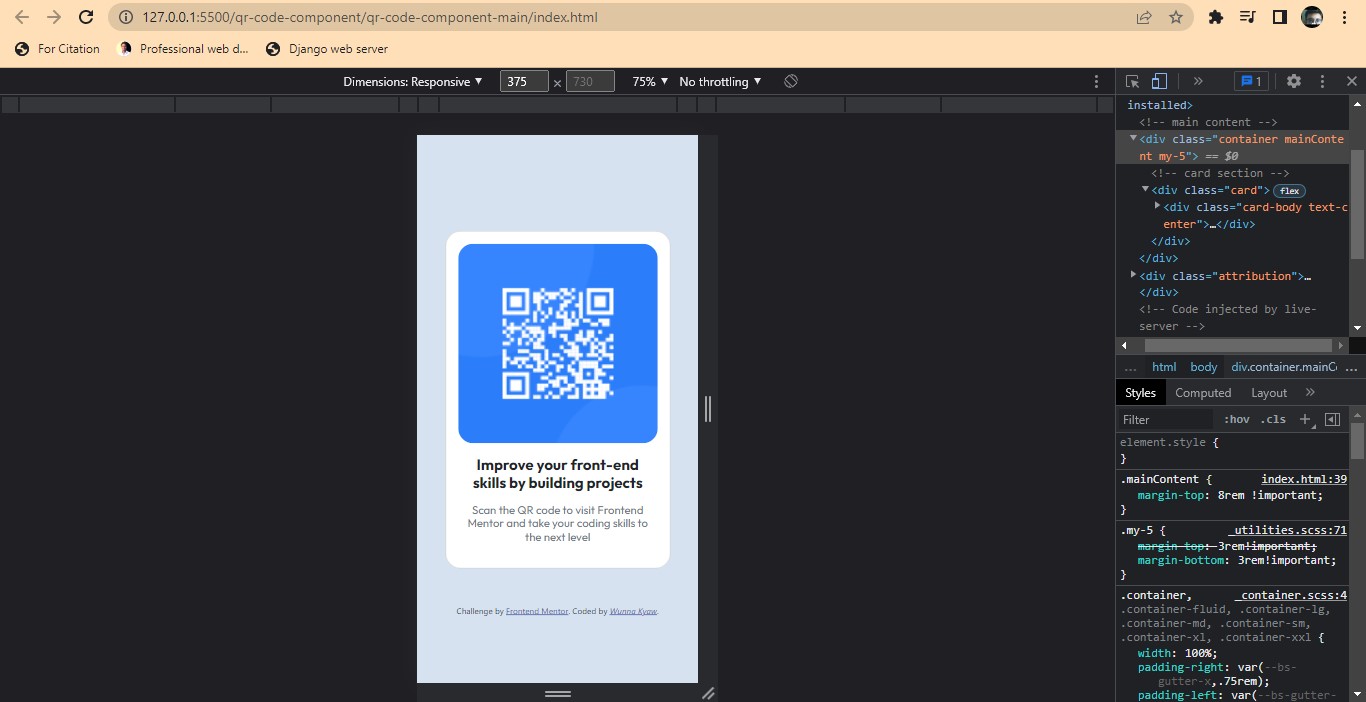 127.0.0.1:5500/qr-code-component/qr-code-component-main/index.html
For Citation
Professional web d...
Django web server
Dimensions: Responsive ▼ 375 × 730 75% ▼ No throttling ▼
1
installed>
<!-- main content -->
▼<div class="container mainConte
nt my-5"> == $0
<!-- card section -->
▼<div class="card"> flex
▶<div class="card-body text-c
enter">…</div>
</div>
</div>
▶<div class="attribution">…
</div>
<!-- Code injected by live-
server -->
... html body div.container.mainC ...
Styles Computed Layout »
Filter :hov .cls +
element.style {
}
.mainContent { index.html:39
margin-top: 8rem !important;
}
.my-5 { _utilities.scss:71
margin-top: 3rem!important;
margin-bottom: 3rem!important;
}
.container, _container.scss:4
.container-fluid, .container-lg,
.container-md, .container-sm,
.container-xl, .container-xxl {
width: 100%;
padding-right: var(--bs-
gutter-x,.75rem);
padding-left: var(--bs-gutter-
Improve your front-end
skills by building projects
Scan the QR code to visit Frontend
Mentor and take your coding skills to
the next level
Challenge by Frontend Mentor. Coded by Wunna Kyaw.